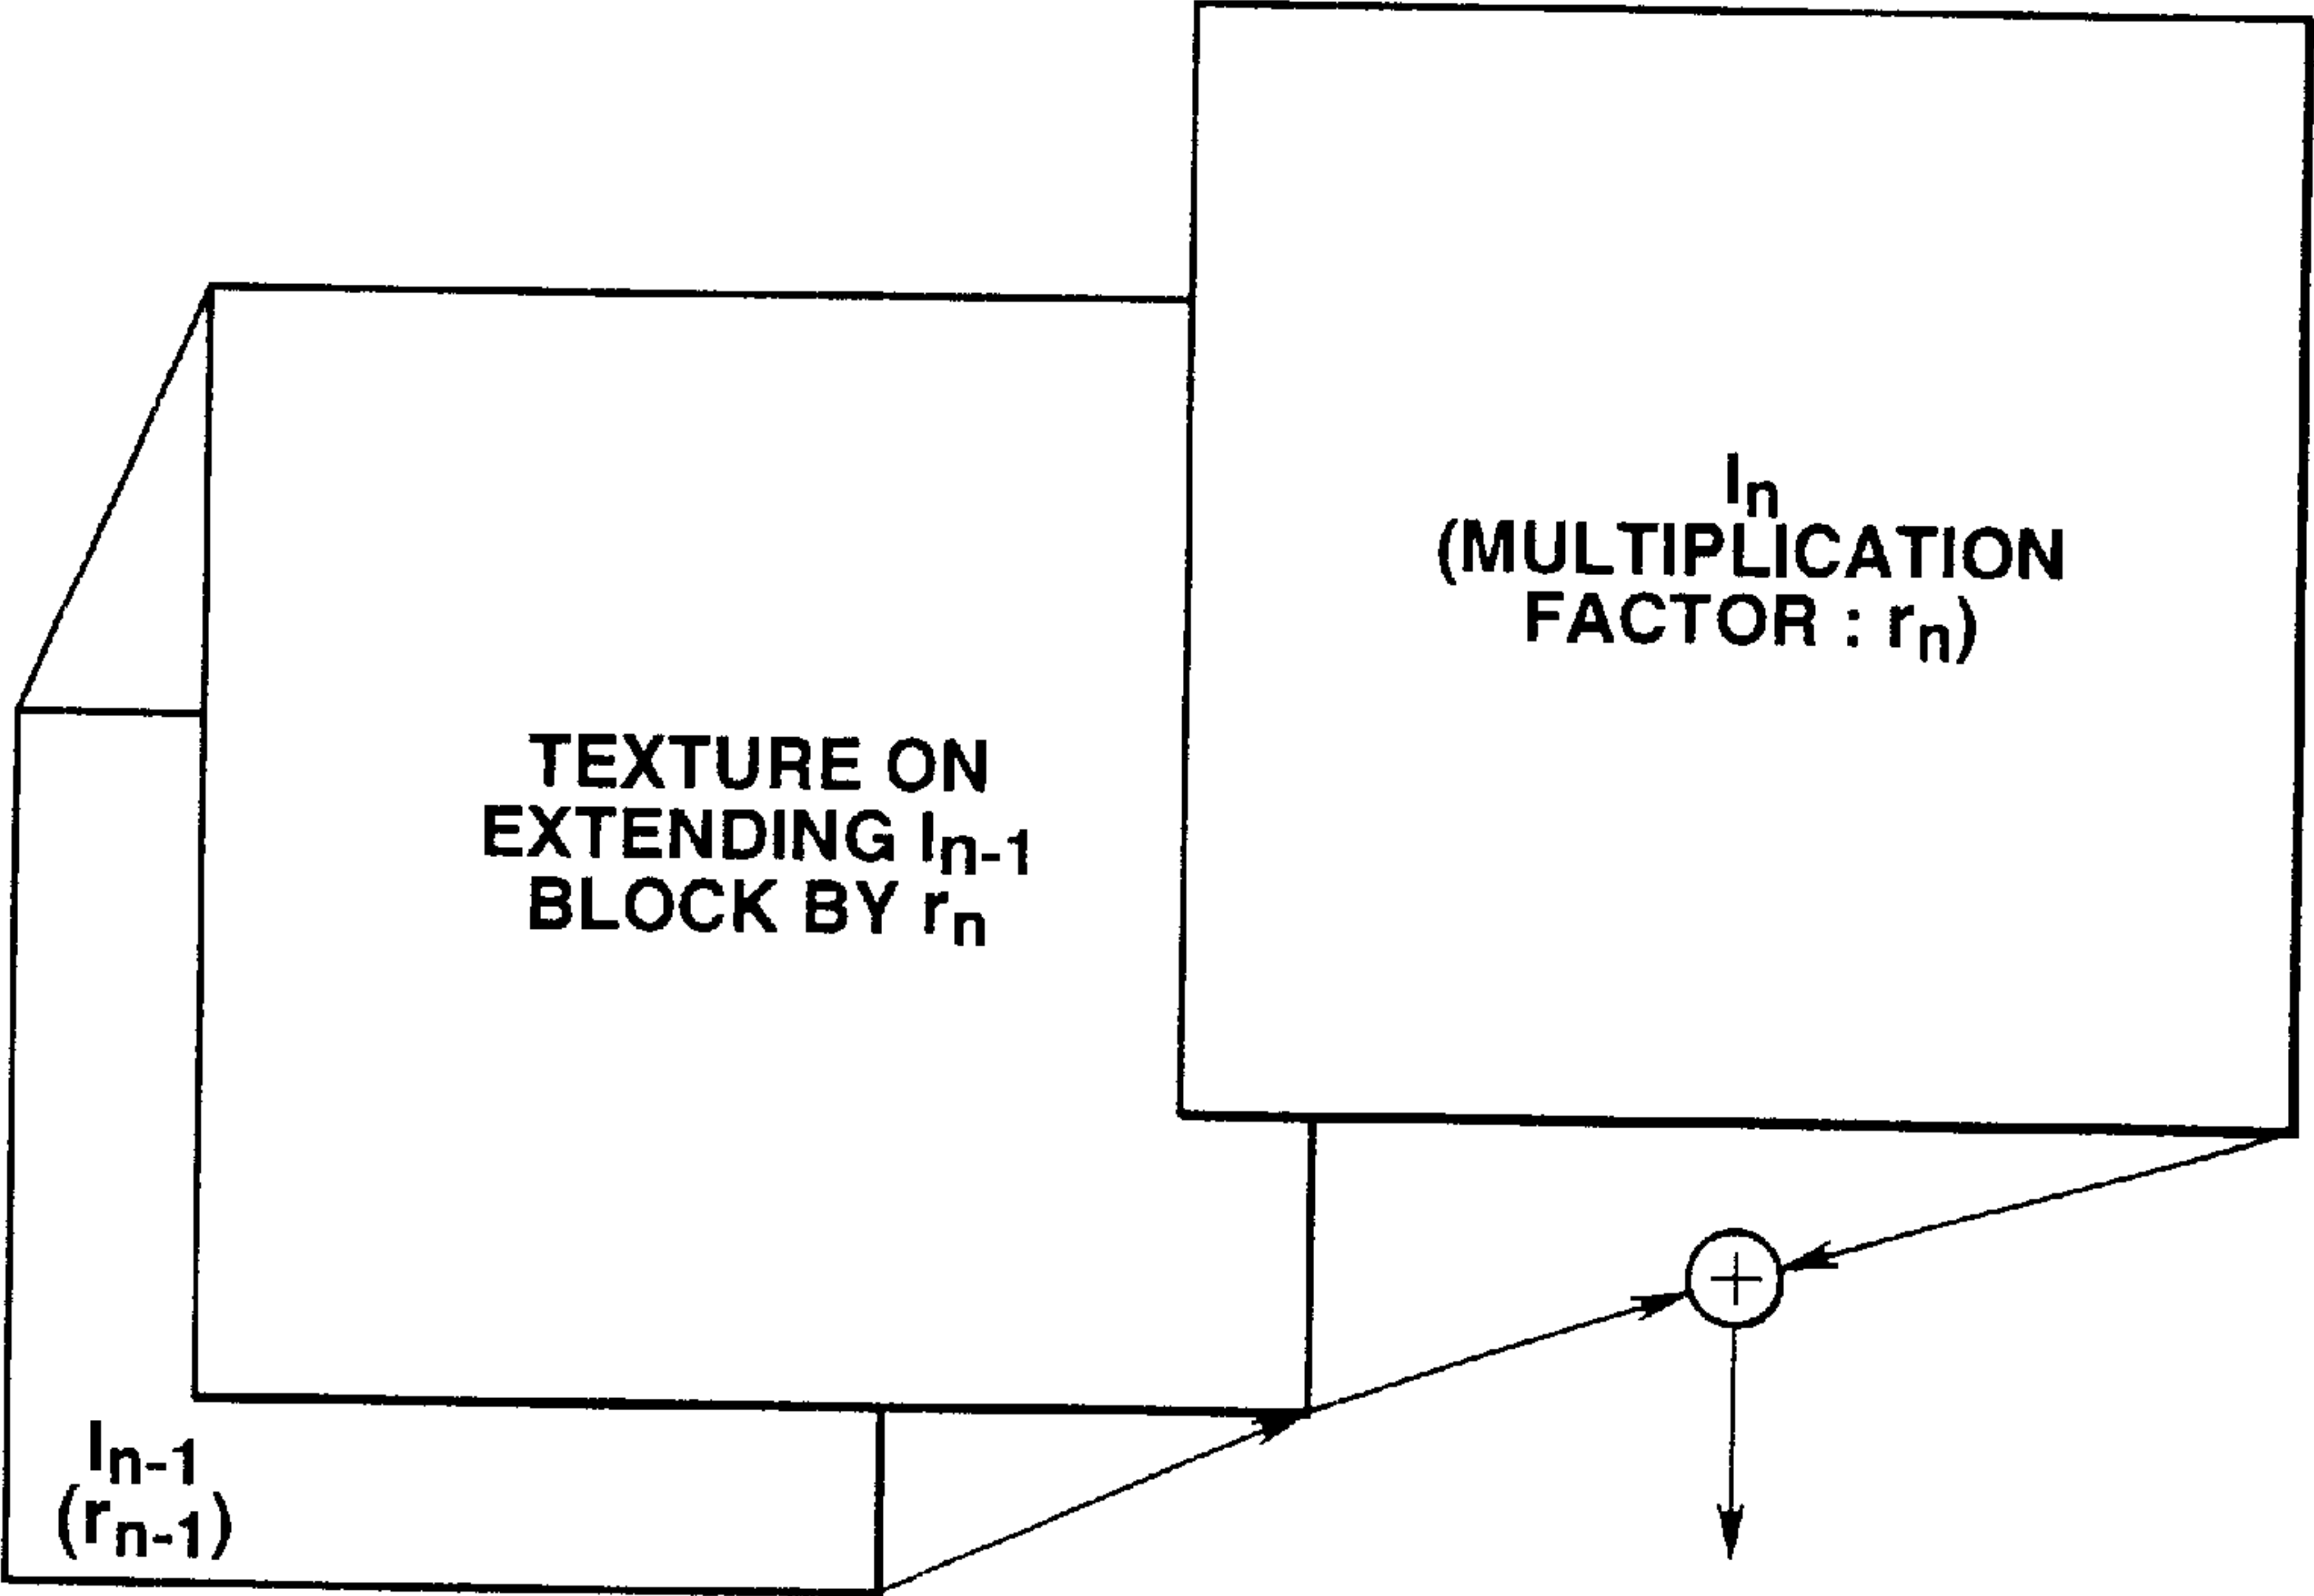 Iₙ
(MULTIPLICATION
FACTOR : rₙ)
TEXTURE ON
EXTENDING Iₙ₋₁
BLOCK BY rₙ
Iₙ₋₁
(rₙ₋₁)